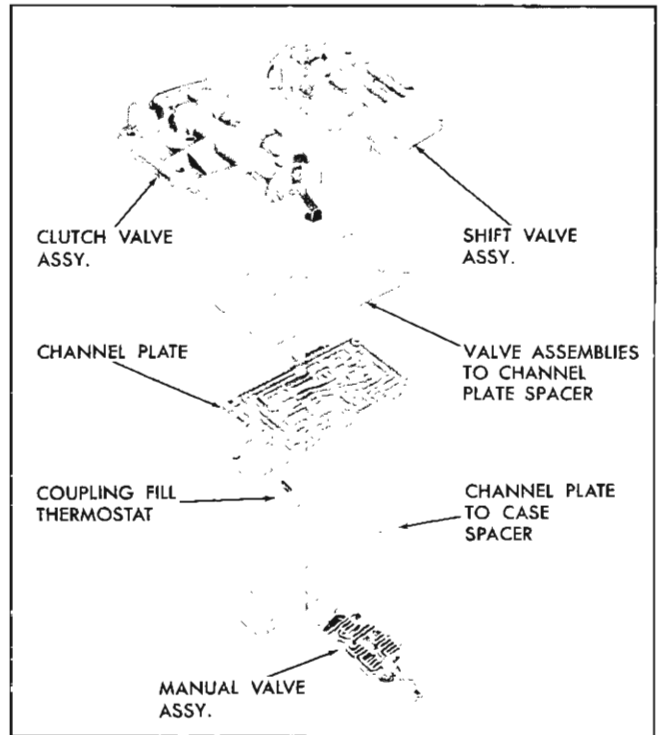 CLUTCH VALVE
ASSY.
SHIFT VALVE
ASSY.
CHANNEL PLATE
VALVE ASSEMBLIES
TO CHANNEL
PLATE SPACER
COUPLING FILL
THERMOSTAT
CHANNEL PLATE
TO CASE
SPACER
MANUAL VALVE
ASSY.